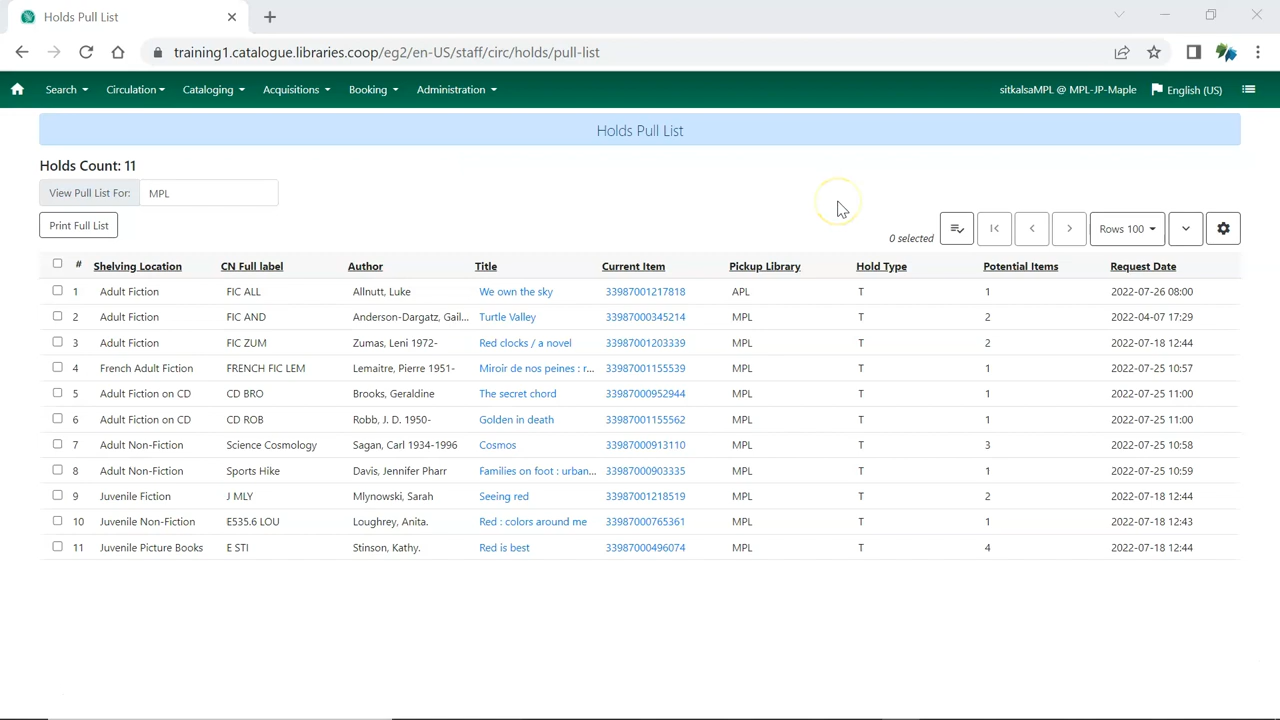 Holds Pull List
training1.catalogue.libraries.coop/eg2/en-US/staff/circ/holds/pull-list
Search Circulation Cataloging Acquisitions Booking Administration sitkalsaMPL @ MPL-JP-Maple English (US)
Holds Pull List
Holds Count: 11
View Pull List For: MPL
Print Full List 0 selected Rows 100
# Shelving Location CN Full label Author Title Current Item Pickup Library Hold Type Potential Items Request Date
1 Adult Fiction FIC ALL Allnutt, Luke We own the sky 33987001217818 APL T 1 2022-07-26 08:00
2 Adult Fiction FIC AND Anderson-Dargatz, Gail... Turtle Valley 33987000345214 MPL T 2 2022-04-07 17:29
3 Adult Fiction FIC ZUM Zumas, Leni 1972- Red clocks / a novel 33987001203339 MPL T 2 2022-07-18 12:44
4 French Adult Fiction FRENCH FIC LEM Lemaitre, Pierre 1951- Miroir de nos peines : r... 33987001155539 MPL T 1 2022-07-25 10:57
5 Adult Fiction on CD CD BRO Brooks, Geraldine The secret chord 33987000952944 MPL T 1 2022-07-25 11:00
6 Adult Fiction on CD CD ROB Robb, J. D. 1950- Golden in death 33987001155562 MPL T 1 2022-07-25 11:00
7 Adult Non-Fiction Science Cosmology Sagan, Carl 1934-1996 Cosmos 33987000913110 MPL T 3 2022-07-25 10:58
8 Adult Non-Fiction Sports Hike Davis, Jennifer Pharr Families on foot : urban... 33987000903335 MPL T 1 2022-07-25 10:59
9 Juvenile Fiction J MLY Mlynowski, Sarah Seeing red 33987001218519 MPL T 2 2022-07-18 12:44
10 Juvenile Non-Fiction E535.6 LOU Loughrey, Anita. Red : colors around me 33987000765361 MPL T 1 2022-07-18 12:43
11 Juvenile Picture Books E STI Stinson, Kathy. Red is best 33987000496074 MPL T 4 2022-07-18 12:44